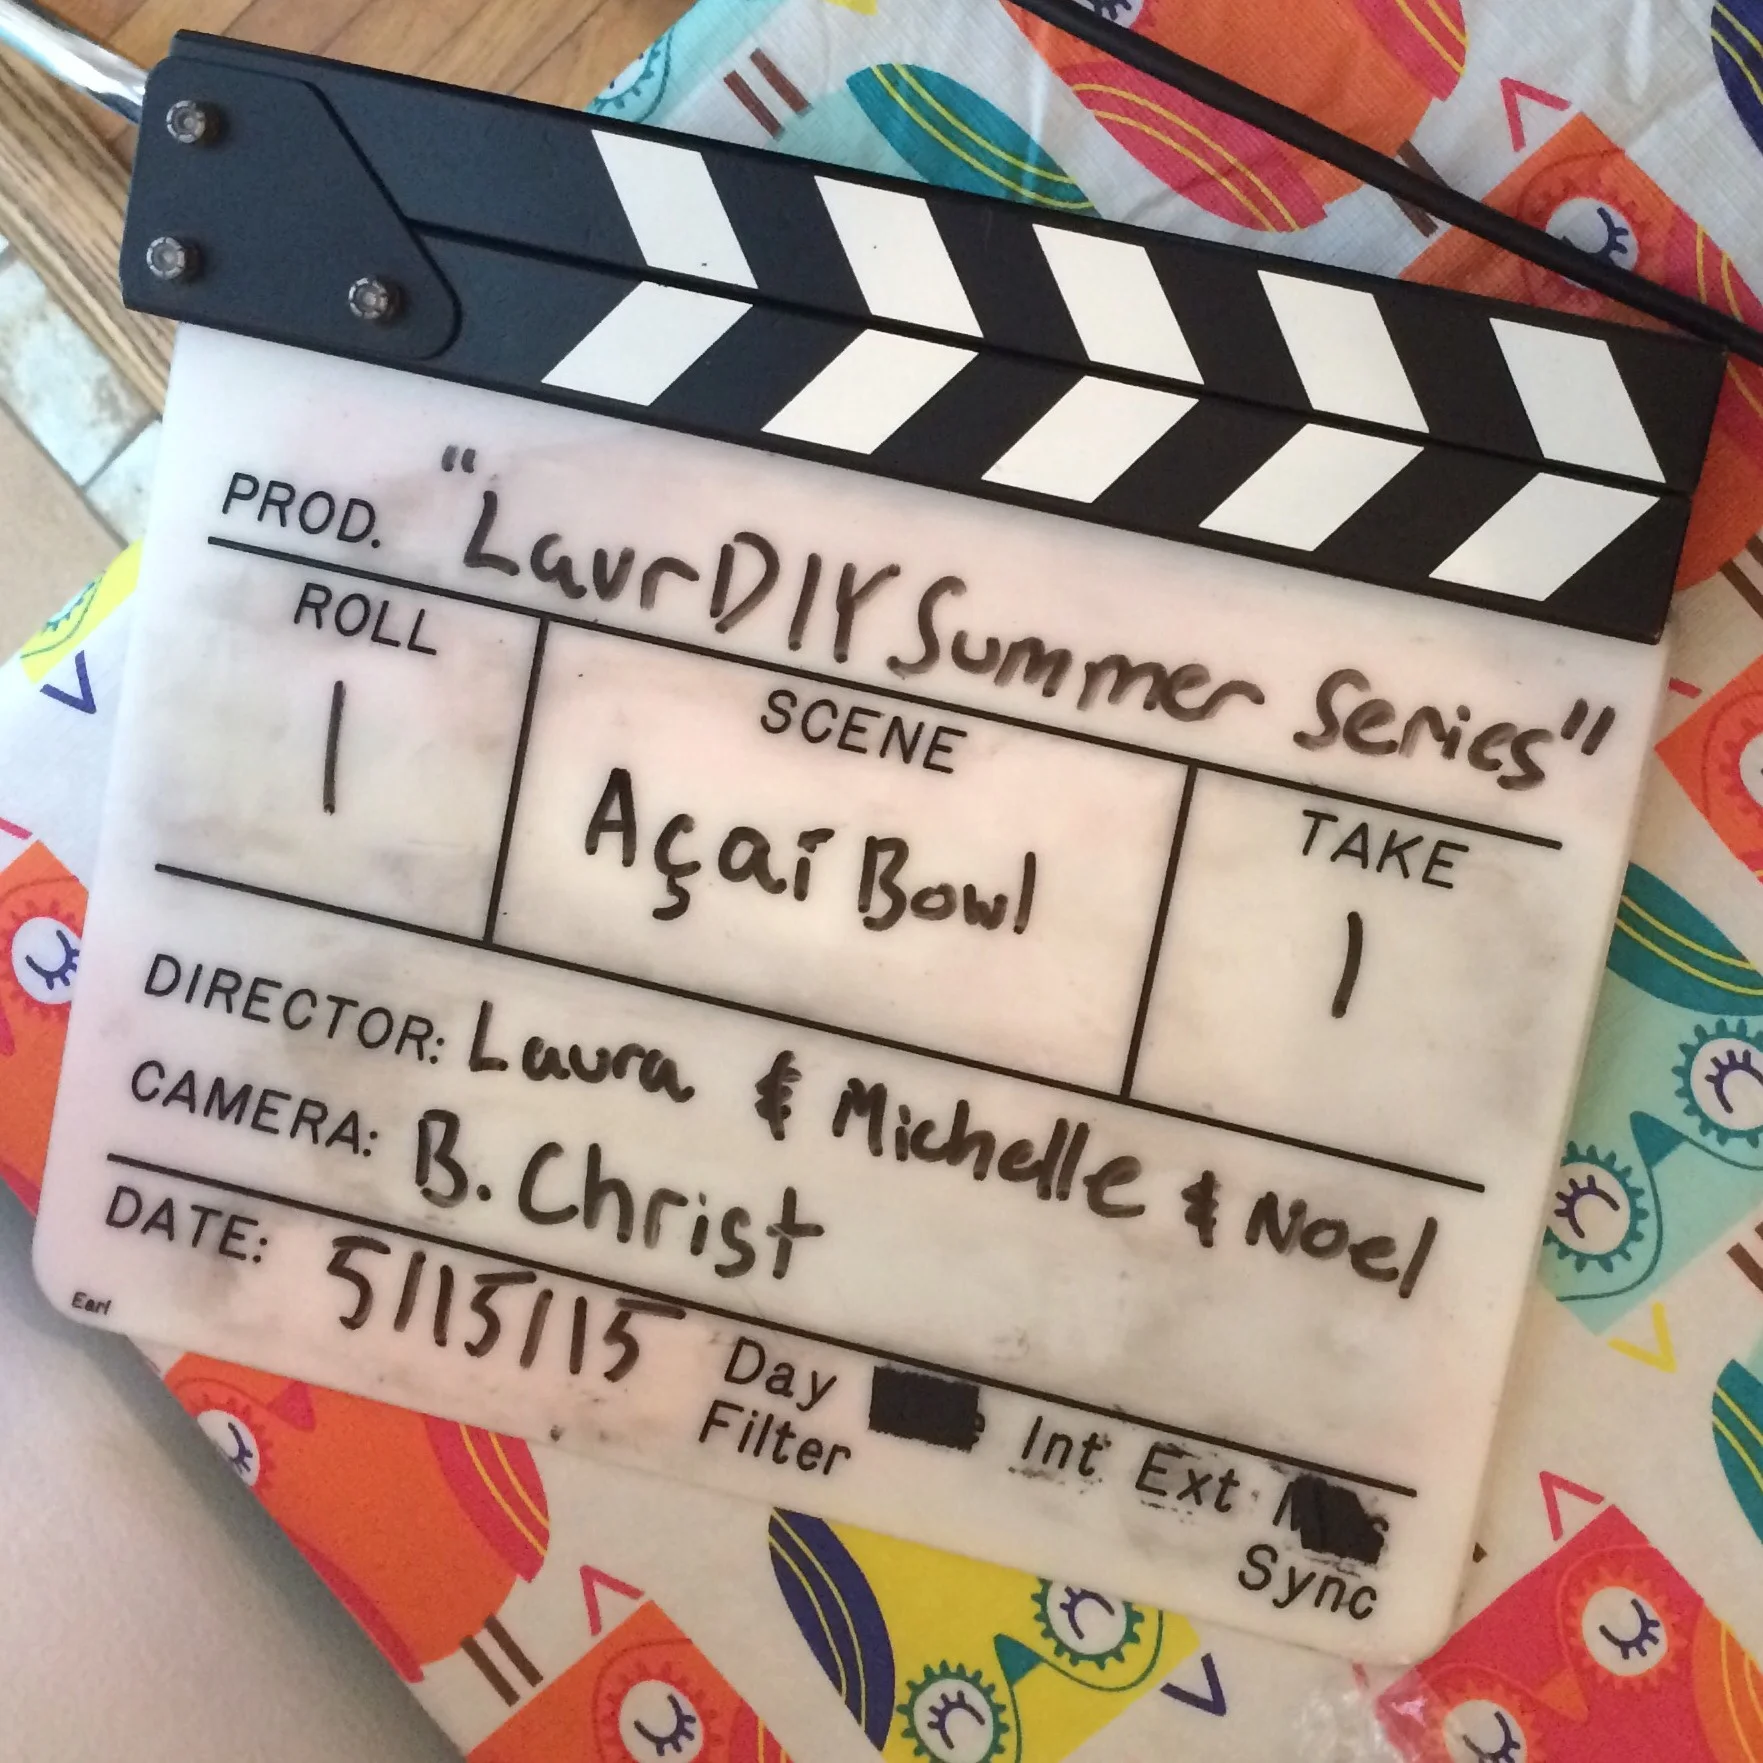 PROD. "LaurDIY Summer Series"
ROLL SCENE TAKE
1 Açaí Bowl 1
DIRECTOR: Laura & Michelle & Noel
CAMERA: B. Christ
DATE: 5/15/15 Day Int Ext
Filter Sync
Earl